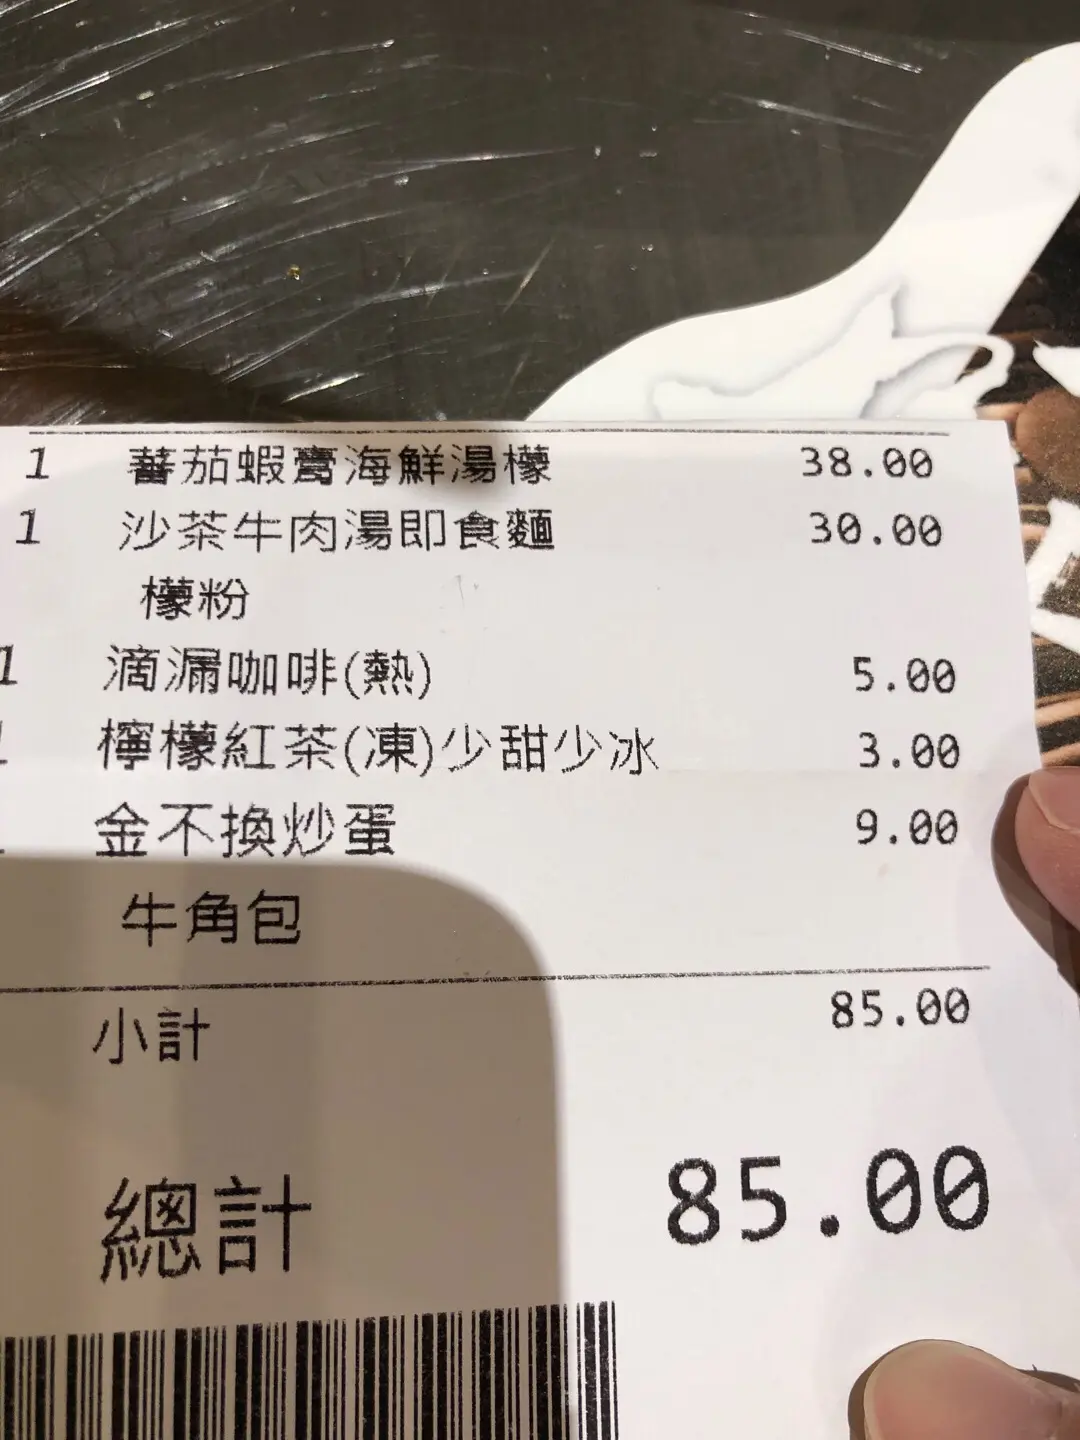 1 蕃茄蝦膏海鮮湯檬 38.00
1 沙茶牛肉湯即食麵 30.00
檬粉
1 滴漏咖啡(熱) 5.00
1 檸檬紅茶(凍)少甜少冰 3.00
金不換炒蛋 9.00
牛角包
小計 85.00
總計 85.00